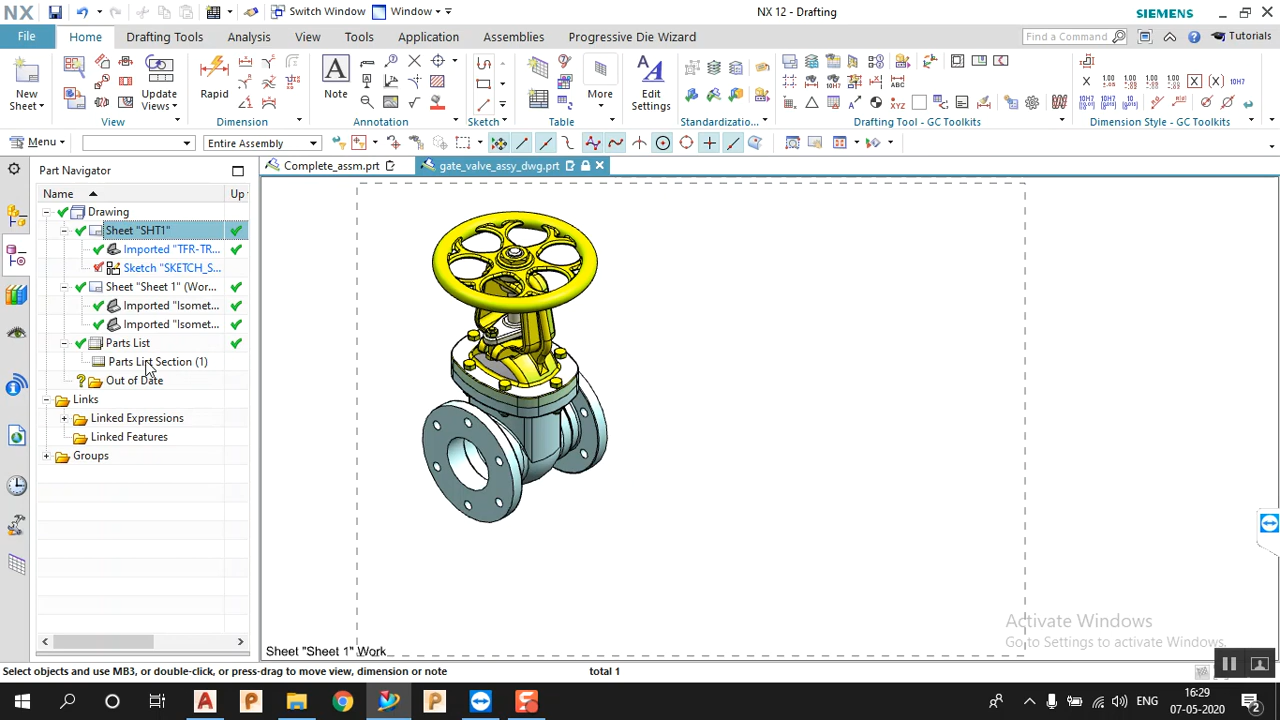 NX
Switch Window
Window
NX 12 - Drafting
SIEMENS
File
Home
Drafting Tools
Analysis
View
Tools
Application
Assemblies
Progressive Die Wizard
Find a Command
Tutorials
New
Sheet
Update
Views
Rapid
Note
More
Edit
Settings
View
Dimension
Annotation
Sketch
Table
Standardizatio...
Drafting Tool - GC Toolkits
Dimension Style - GC Toolkits
Menu
Entire Assembly
Part Navigator
Complete_assm.prt
gate_valve_assy_dwg.prt
Name
Up
Drawing
Sheet "SHT1"
Imported "TFR-TR...
Sketch "SKETCH_S...
Sheet "Sheet 1" (Wor...
Imported "Isomet...
Imported "Isomet...
Parts List
Parts List Section (1)
Out of Date
Links
Linked Expressions
Linked Features
Groups
Sheet "Sheet 1" Work
Activate Windows
Go to Settings to activate Windows.
Select objects and use MB3, or double-click, or press-drag to move view, dimension or note
total 1
ENG
16:29
07-05-2020